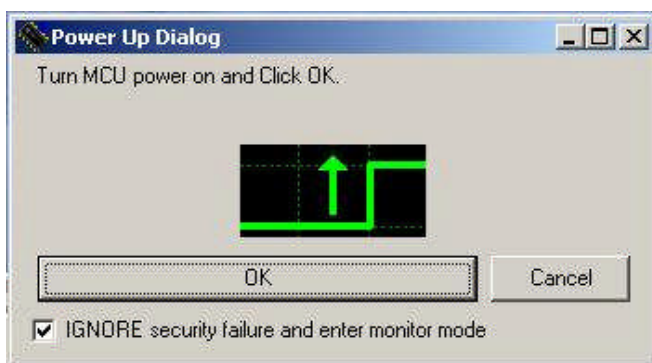 Power Up Dialog
Turn MCU power on and Click OK.
OK
Cancel
IGNORE security failure and enter monitor mode